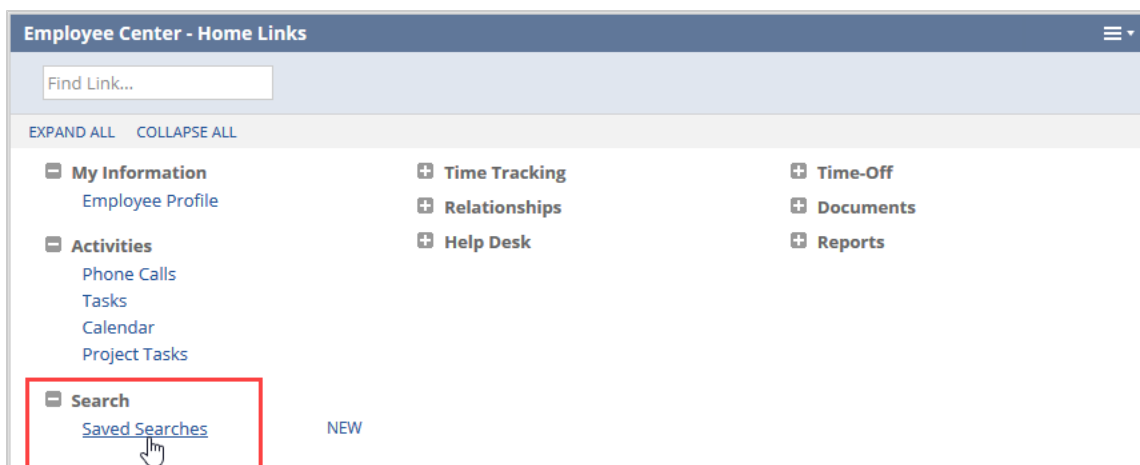 Employee Center - Home Links
Find Link...
EXPAND ALL COLLAPSE ALL
My Information
Employee Profile
Activities
Phone Calls
Tasks
Calendar
Project Tasks
Search
Saved Searches NEW
Time Tracking
Relationships
Help Desk
Time-Off
Documents
Reports